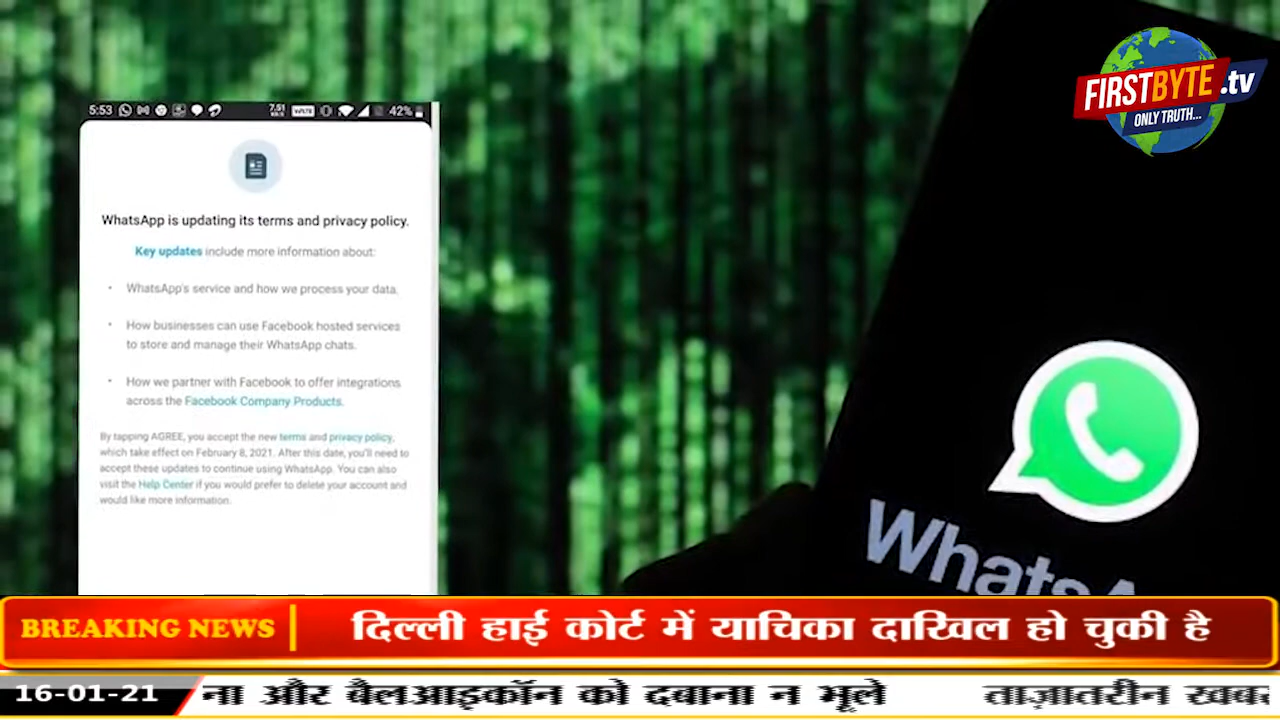 FIRSTBYTE.tv
ONLY TRUTH...
5:53
7.51
VoLTE
42%
WhatsApp is updating its terms and privacy policy.
Key updates include more information about:
• WhatsApp's service and how we process your data.
• How businesses can use Facebook hosted services
to store and manage their WhatsApp chats.
• How we partner with Facebook to offer integrations
across the Facebook Company Products.
By tapping AGREE, you accept the new terms and privacy policy,
which take effect on February 8, 2021. After this date, you'll need to
accept these updates to continue using WhatsApp. You can also
visit the Help Center if you would prefer to delete your account and
would like more information.
WhatsA
BREAKING NEWS
दिल्ली हाई कोर्ट में याचिका दाखिल हो चुकी है
16-01-21
ना और बैलआइकॉन को दबाना न भूले
ताज़ातरीन खबर